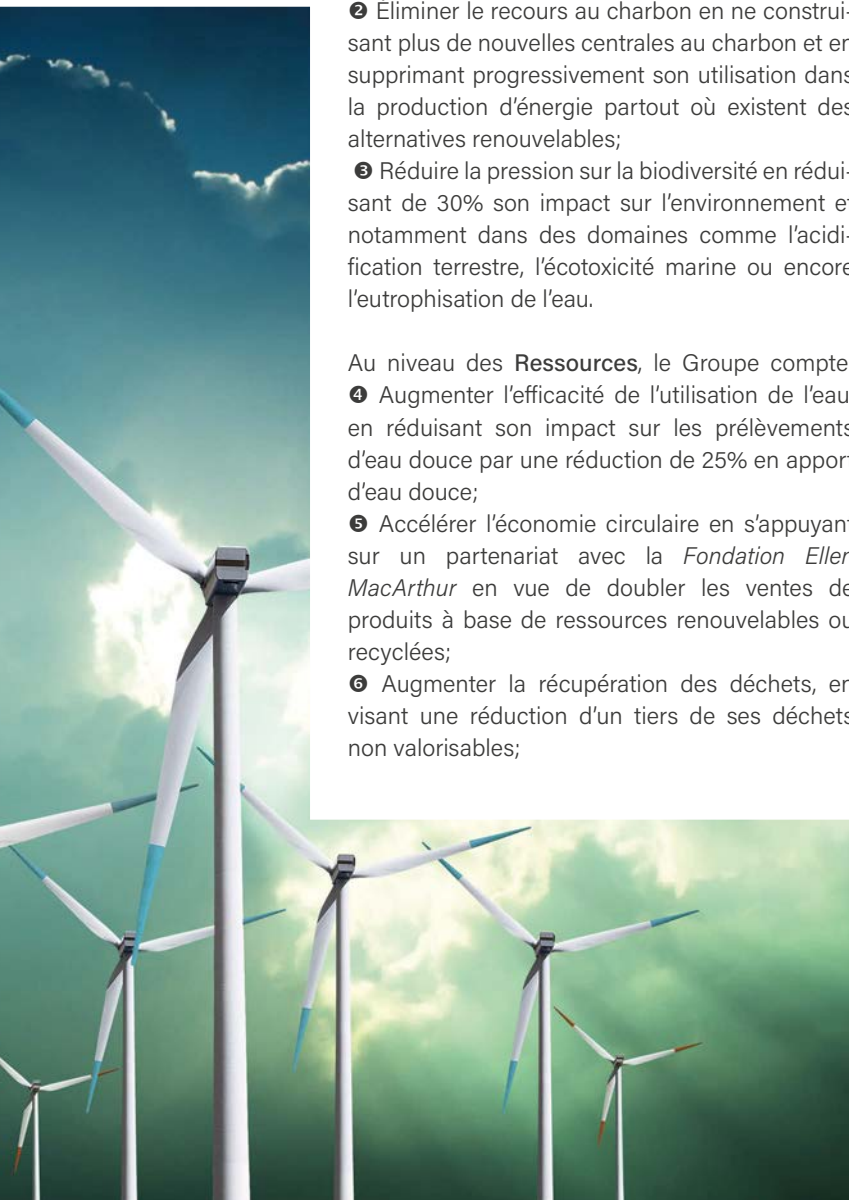 ❷ Éliminer le recours au charbon en ne construi-
sant plus de nouvelles centrales au charbon et en
supprimant progressivement son utilisation dans
la production d'énergie partout où existent des
alternatives renouvelables;
❸ Réduire la pression sur la biodiversité en rédui-
sant de 30% son impact sur l'environnement et
notamment dans des domaines comme l'acidi-
fication terrestre, l'écotoxicité marine ou encore
l'eutrophisation de l'eau.
Au niveau des Ressources, le Groupe compte
❹ Augmenter l'efficacité de l'utilisation de l'eau
en réduisant son impact sur les prélèvements
d'eau douce par une réduction de 25% en apport
d'eau douce;
❺ Accélérer l'économie circulaire en s'appuyant
sur un partenariat avec la Fondation Ellen
MacArthur en vue de doubler les ventes de
produits à base de ressources renouvelables ou
recyclées;
❻ Augmenter la récupération des déchets, en
visant une réduction d'un tiers de ses déchets
non valorisables;